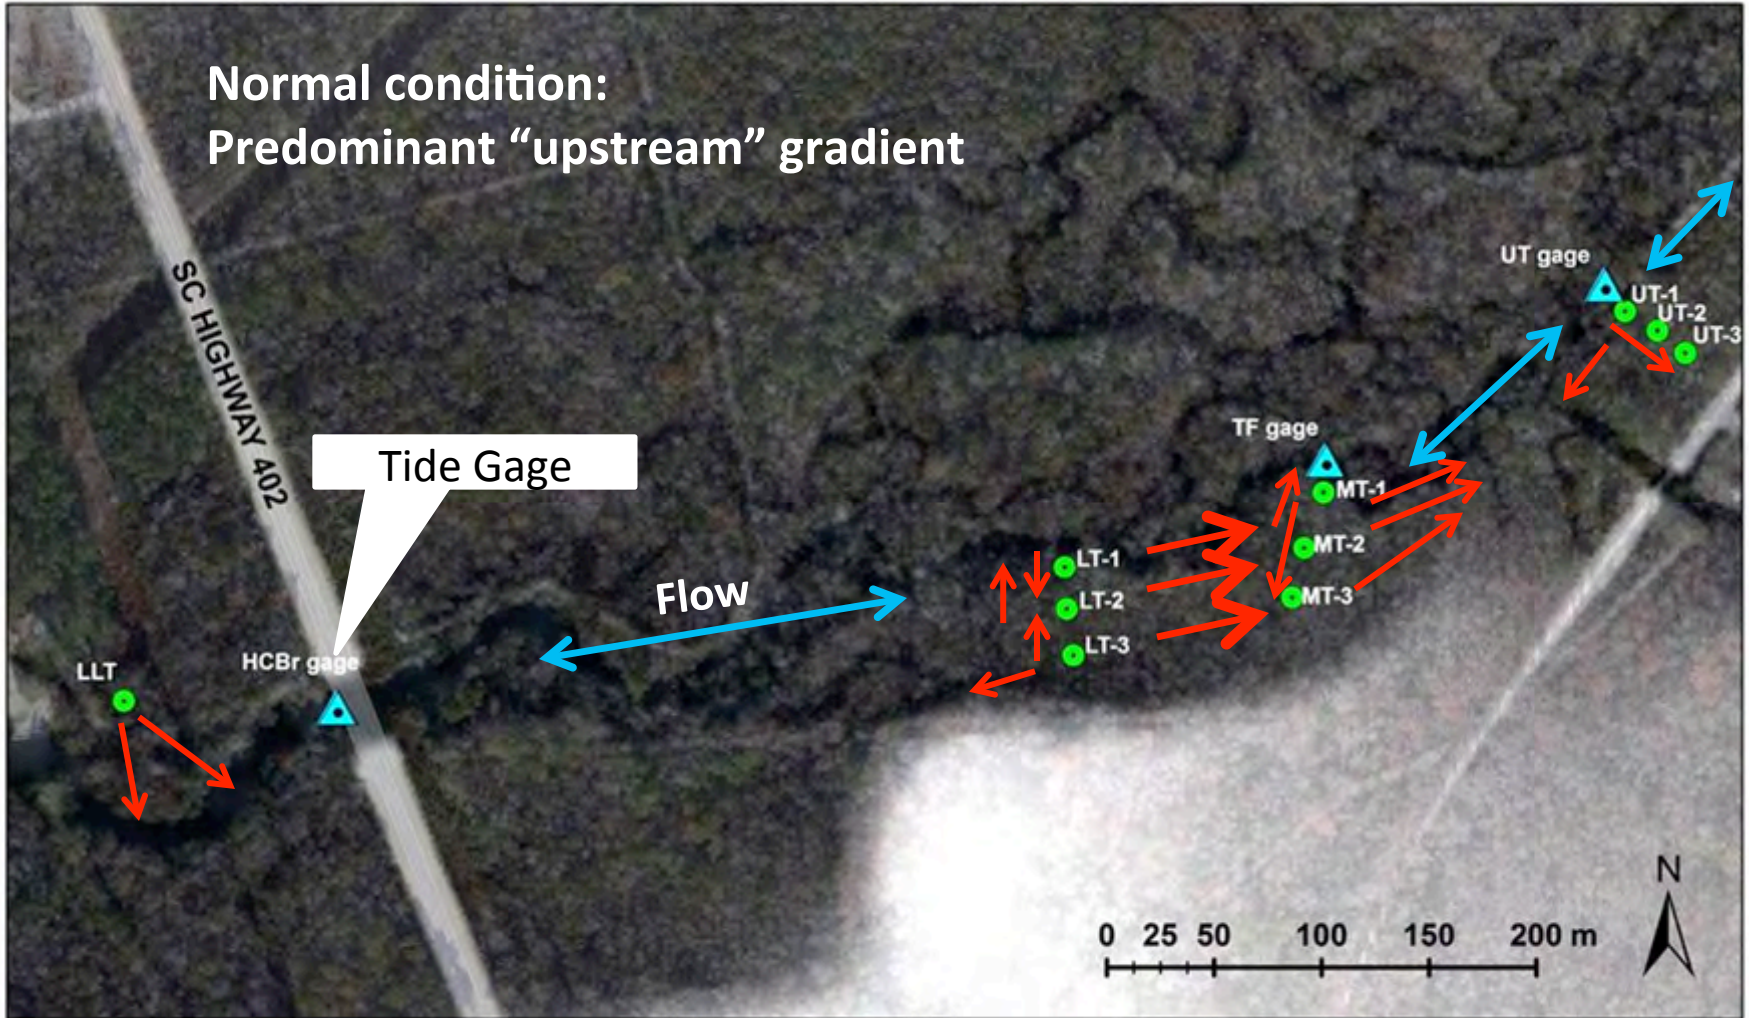 Normal condition:
Predominant “upstream” gradient
SC HIGHWAY 402
UT gage
UT-1
UT-2
UT-3
TF gage
MT-1
MT-2
MT-3
Tide Gage
Flow
LT-1
LT-2
LT-3
HCBr gage
LLT
N
0 25 50 100 150 200 m